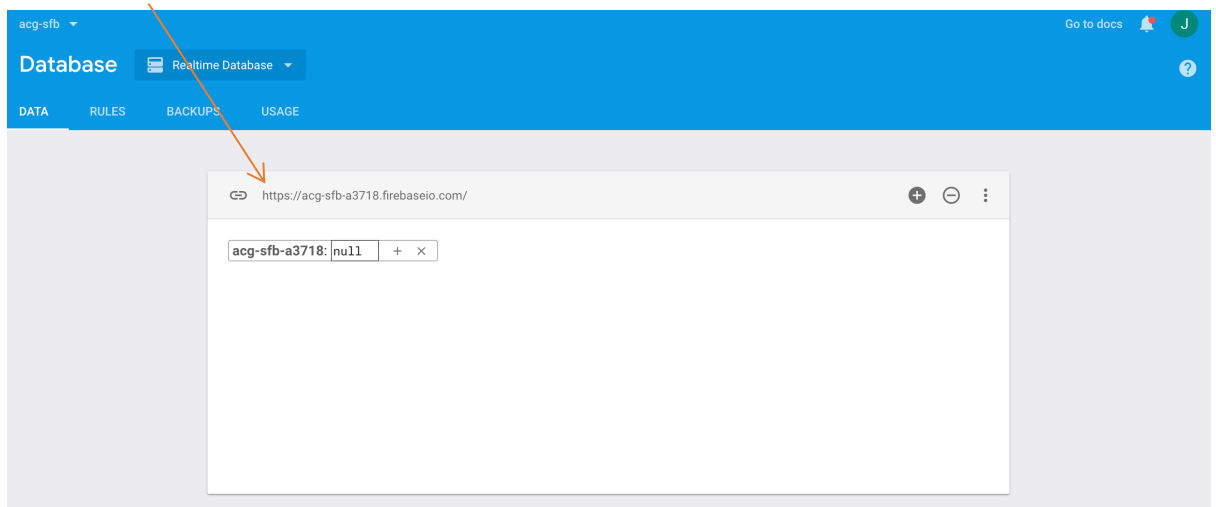 acg-sfb
Go to docs
J
Database
Realtime Database
?
DATA
RULES
BACKUPS
USAGE
https://acg-sfb-a3718.firebaseio.com/
acg-sfb-a3718: null + ×